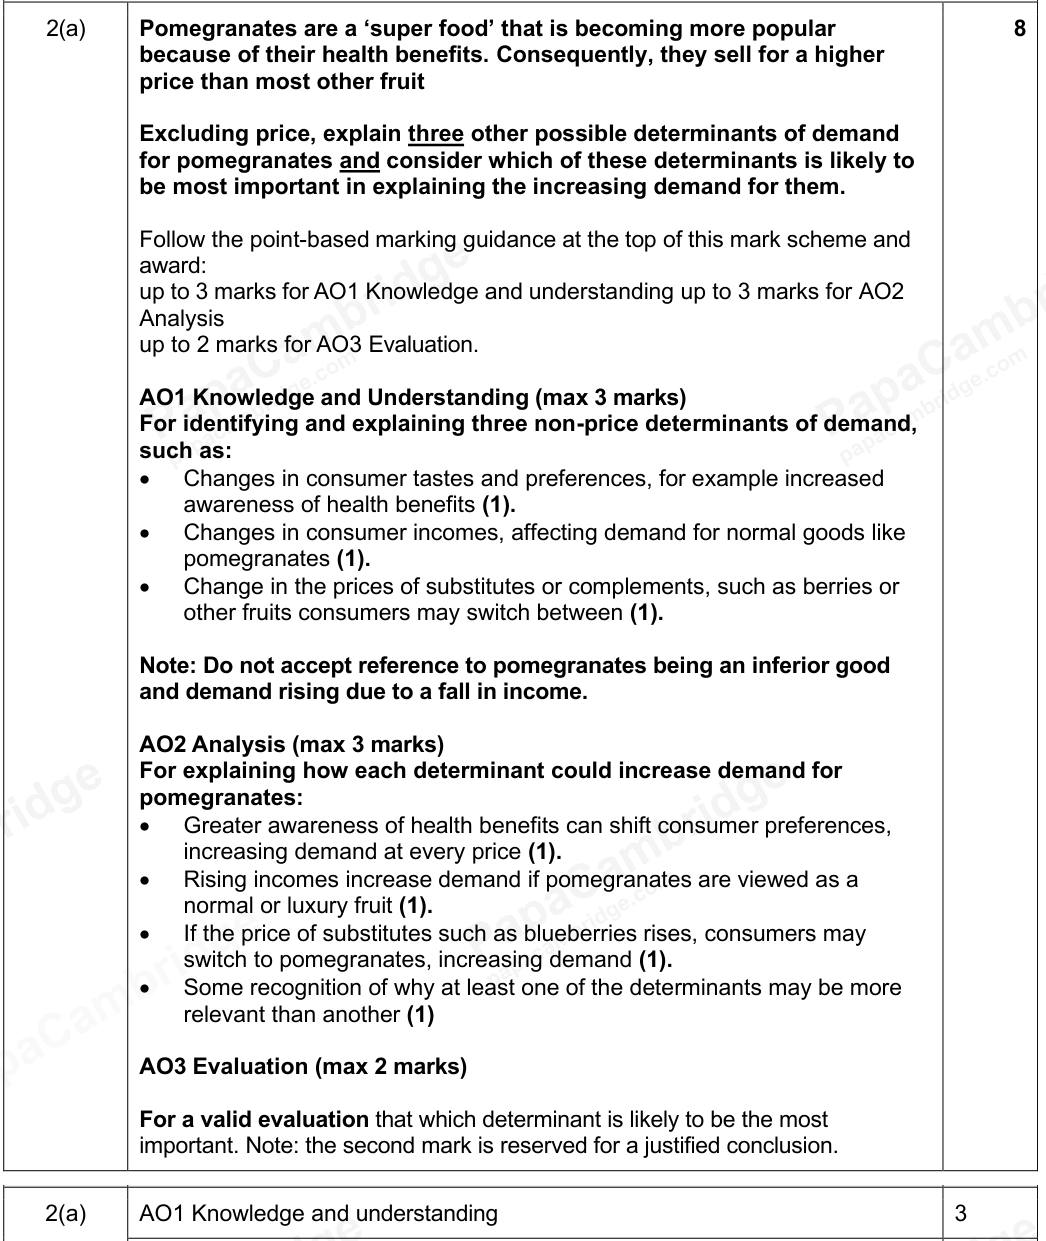 2(a)
Pomegranates are a ‘super food’ that is becoming more popular
8
because of their health benefits. Consequently, they sell for a higher
price than most other fruit
Excluding price, explain three other possible determinants of demand
for pomegranates and consider which of these determinants is likely to
be most important in explaining the increasing demand for them.
Follow the point-based marking guidance at the top of this mark scheme and
award:
up to 3 marks for AO1 Knowledge and understanding up to 3 marks for AO2
Analysis
up to 2 marks for AO3 Evaluation.
AO1 Knowledge and Understanding (max 3 marks)
For identifying and explaining three non-price determinants of demand,
such as:
• Changes in consumer tastes and preferences, for example increased
awareness of health benefits (1).
• Changes in consumer incomes, affecting demand for normal goods like
pomegranates (1).
• Change in the prices of substitutes or complements, such as berries or
other fruits consumers may switch between (1).
Note: Do not accept reference to pomegranates being an inferior good
and demand rising due to a fall in income.
AO2 Analysis (max 3 marks)
For explaining how each determinant could increase demand for
pomegranates:
• Greater awareness of health benefits can shift consumer preferences,
increasing demand at every price (1).
• Rising incomes increase demand if pomegranates are viewed as a
normal or luxury fruit (1).
• If the price of substitutes such as blueberries rises, consumers may
switch to pomegranates, increasing demand (1).
• Some recognition of why at least one of the determinants may be more
relevant than another (1)
AO3 Evaluation (max 2 marks)
For a valid evaluation that which determinant is likely to be the most
important. Note: the second mark is reserved for a justified conclusion.
2(a)
AO1 Knowledge and understanding
3
PapaCambridge
papacambridge.com